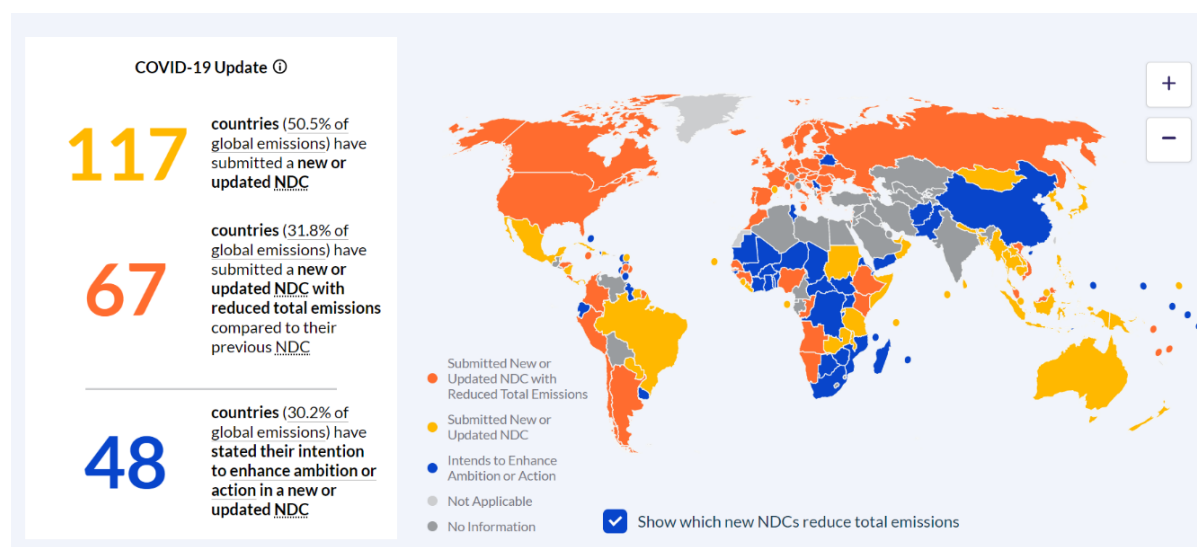 COVID-19 Update ⓘ
117
countries (50.5% of
global emissions) have
submitted a new or
updated NDC
67
countries (31.8% of
global emissions) have
submitted a new or
updated NDC with
reduced total emissions
compared to their
previous NDC
48
countries (30.2% of
global emissions) have
stated their intention
to enhance ambition or
action in a new or
updated NDC
+
−
Submitted New or
Updated NDC with
Reduced Total Emissions
Submitted New or
Updated NDC
Intends to Enhance
Ambition or Action
Not Applicable
No Information
Show which new NDCs reduce total emissions